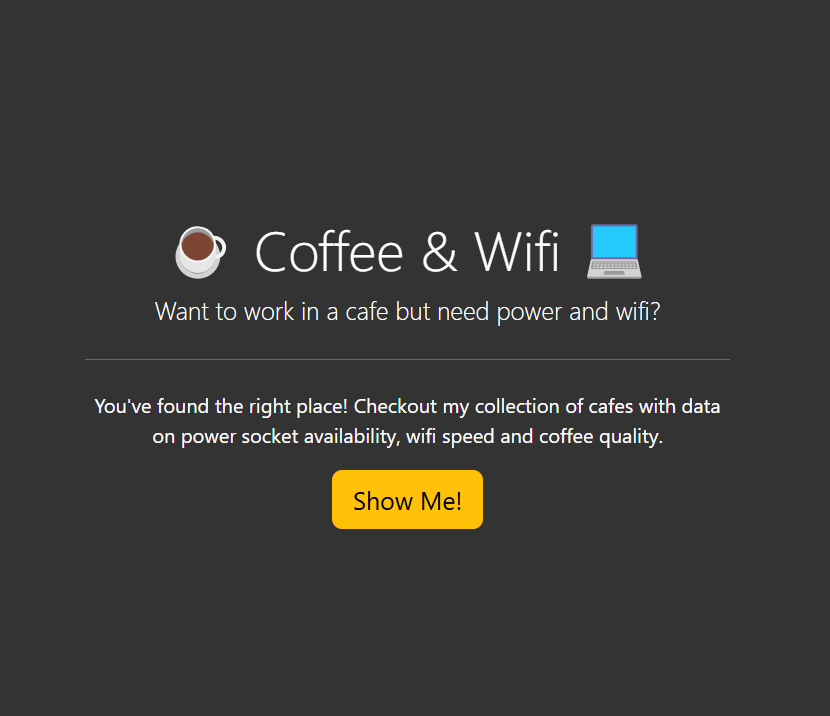 Coffee & Wifi
Want to work in a cafe but need power and wifi?
You've found the right place! Checkout my collection of cafes with data
on power socket availability, wifi speed and coffee quality.
Show Me!